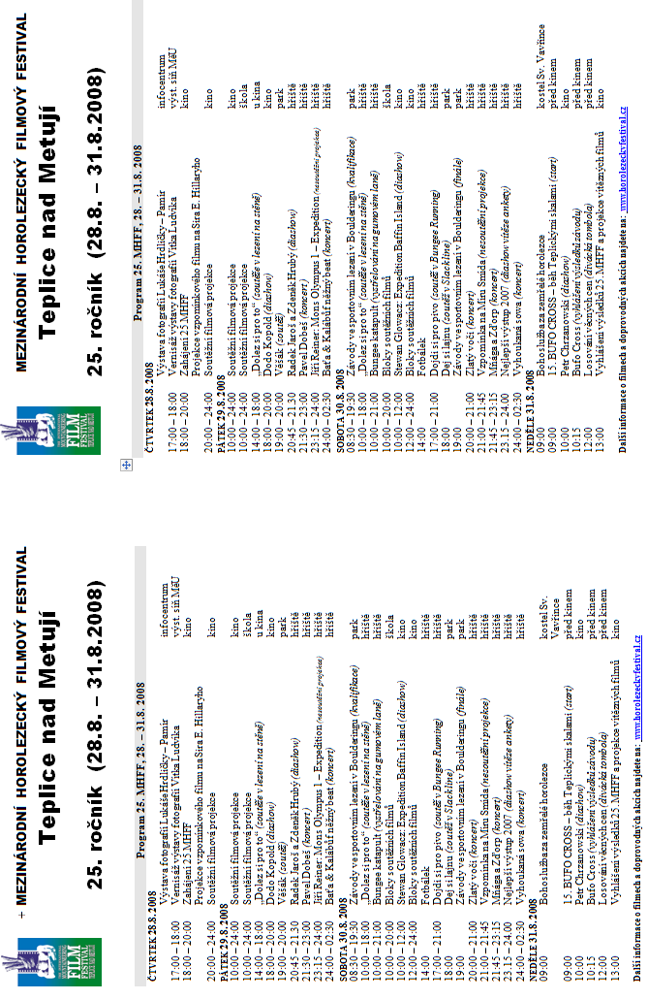 + MEZINÁRODNÍ HOROLEZECKÝ FILMOVÝ FESTIVAL
Teplice nad Metují
25. ročník (28.8. – 31.8.2008)
FILM
FESTIVAL
Program 25. MHFF, 28. – 31.8. 2008
ČTVRTEK 28.8.2008
Výstava fotografií Lukáše Hrdličky – Pamír infocentrum
17:00 – 18:00 Vernisáž výstavy fotografií Vítka Ludvíka výst. síň MěÚ
18:00 – 20:00 Zahájení 25.MHFF kino
Projekce vzpomínkového filmu na Sira E. Hillaryho
20:00 – 24:00 Soutěžní filmová projekce kino
PÁTEK 29.8.2008
10:00 – 24:00 Soutěžní filmová projekce kino
10:00 – 24:00 Soutěžní filmová projekce škola
14:00 – 18:00 „Dolez si pro to“ (soutěže v lezení na stěně) u kina
18:00 – 20:00 Dodo Kopold (diashow) kino
19:00 – 20:00 Věšák (soutěž) park
20:45 – 21:30 Radek Jaroš a Zdeněk Hrubý (diashow) hřiště
21:30 – 23:00 Pavel Dobeš (koncert) hřiště
23:15 – 24:00 Jiří Reiner: Mons Olympus 1 – Expedition (nesoutěžní projekce) hřiště
24:00 – 02:30 Baťa & Kalábůf něžný beat (koncert) hřiště
SOBOTA 30.8.2008
08:30 – 19:30 Závody ve sportovním lezení v Boulderingu (kvalifikace) park
10:00 – 18:00 „Dolez si pro to“ (soutěže v lezení na stěně) hřiště
10:00 – 21:00 Bungee katapult (vystřelování na gumovém laně) hřiště
10:00 – 20:00 Bloky soutěžních filmů škola
10:00 – 12:00 Stewan Glowacz: Expedition Baffin Island (diashow) kino
12:00 – 24:00 Bloky soutěžních filmů kino
14:00 Fotbálek hřiště
17:00 – 21:00 Dojdi si pro pivo (soutěž v Bungee Running) hřiště
18:00 Dej si lajnu (soutěž v Slackline) park
19:00 Závody ve sportovním lezení v Boulderingu (finále) park
20:00 – 21:00 Zlatý voči (koncert) hřiště
21:00 – 21:45 Vzpomínka na Míru Šmída (nesoutěžní projekce) hřiště
21:45 – 23:15 Mňága a Žďorp (koncert) hřiště
23:15 – 24:00 Nejlepší výstup 2007 (diashow vítěze ankety) hřiště
24:00 – 02:30 Vyhoukaná sowa (koncert) hřiště
NEDĚLE 31.8.2008
09:00 Bohoslužba za zemřelé horolezce kostel Sv.
Vavřince
09:00 15. BUFO CROSS – běh Teplickými skalami (start) před kinem
10:00 Petr Chrzanowski (diashow) kino
10:15 Bufo Cross (vyhlášení výsledků závodu) před kinem
12:00 Losování věcných cen (divácká tombola) před kinem
13:00 Vyhlášení výsledků 25. MHFF a projekce vítězných filmů kino
Další informace o filmech a doprovodných akcích najdete na: www.horolezeckyfestival.cz
MEZINÁRODNÍ HOROLEZECKÝ FILMOVÝ FESTIVAL
Teplice nad Metují
25. ročník (28.8. – 31.8.2008)
FILM
FESTIVAL
Program 25. MHFF, 28. – 31.8. 2008
ČTVRTEK 28.8.2008
Výstava fotografií Lukáše Hrdličky – Pamír infocentrum
17:00 – 18:00 Vernisáž výstavy fotografií Vítka Ludvíka výst. síň MěÚ
18:00 – 20:00 Zahájení 25.MHFF kino
Projekce vzpomínkového filmu na Sira E. Hillaryho
20:00 – 24:00 Soutěžní filmová projekce kino
PÁTEK 29.8.2008
10:00 – 24:00 Soutěžní filmová projekce kino
10:00 – 24:00 Soutěžní filmová projekce škola
14:00 – 18:00 „Dolez si pro to“ (soutěže v lezení na stěně) u kina
18:00 – 20:00 Dodo Kopold (diashow) kino
19:00 – 20:00 Věšák (soutěž) park
20:45 – 21:30 Radek Jaroš a Zdeněk Hrubý (diashow) hřiště
21:30 – 23:00 Pavel Dobeš (koncert) hřiště
23:15 – 24:00 Jiří Reiner: Mons Olympus 1 – Expedition (nesoutěžní projekce) hřiště
24:00 – 02:30 Baťa & Kalábůf něžný beat (koncert) hřiště
SOBOTA 30.8.2008
08:30 – 19:30 Závody ve sportovním lezení v Boulderingu (kvalifikace) park
10:00 – 18:00 „Dolez si pro to“ (soutěže v lezení na stěně) hřiště
10:00 – 21:00 Bungee katapult (vystřelování na gumovém laně) hřiště
10:00 – 20:00 Bloky soutěžních filmů škola
10:00 – 12:00 Stewan Glowacz: Expedition Baffin Island (diashow) kino
12:00 – 24:00 Bloky soutěžních filmů kino
14:00 Fotbálek hřiště
17:00 – 21:00 Dojdi si pro pivo (soutěž v Bungee Running) hřiště
18:00 Dej si lajnu (soutěž v Slackline) park
19:00 Závody ve sportovním lezení v Boulderingu (finále) park
20:00 – 21:00 Zlatý voči (koncert) hřiště
21:00 – 21:45 Vzpomínka na Míru Šmída (nesoutěžní projekce) hřiště
21:45 – 23:15 Mňága a Žďorp (koncert) hřiště
23.15 – 24.00 Nejlepší výstup 2007 (diashow vítěze ankety) hřiště
24:00 – 02:30 Vyhoukaná sowa (koncert) hřiště
NEDĚLE 31.8.2008
09:00 Bohoslužba za zemřelé horolezce kostel Sv. Vavřince
09:00 15. BUFO CROSS – běh Teplickými skalami (start) před kinem
10:00 Petr Chrzanowski (diashow) kino
10:15 Bufo Cross (vyhlášení výsledků závodu) před kinem
12:00 Losování věcných cen (divácká tombola) před kinem
13:00 Vyhlášení výsledků 25. MHFF a projekce vítězných filmů kino
Další informace o filmech a doprovodných akcích najdete na: www.horolezeckyfestival.cz